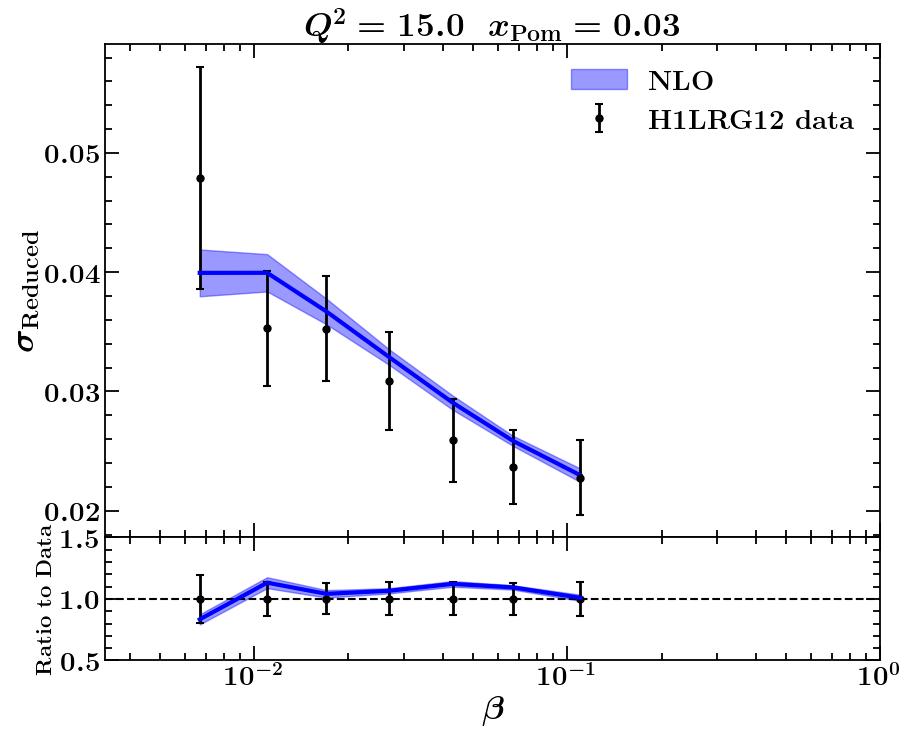 Q² = 15.0 x_Pom = 0.03
NLO
H1LRG12 data
0.05
0.04
0.03
0.02
σ_Reduced
1.5
1.0
0.5
Ratio to Data
10⁻² 10⁻¹ 10⁰
β